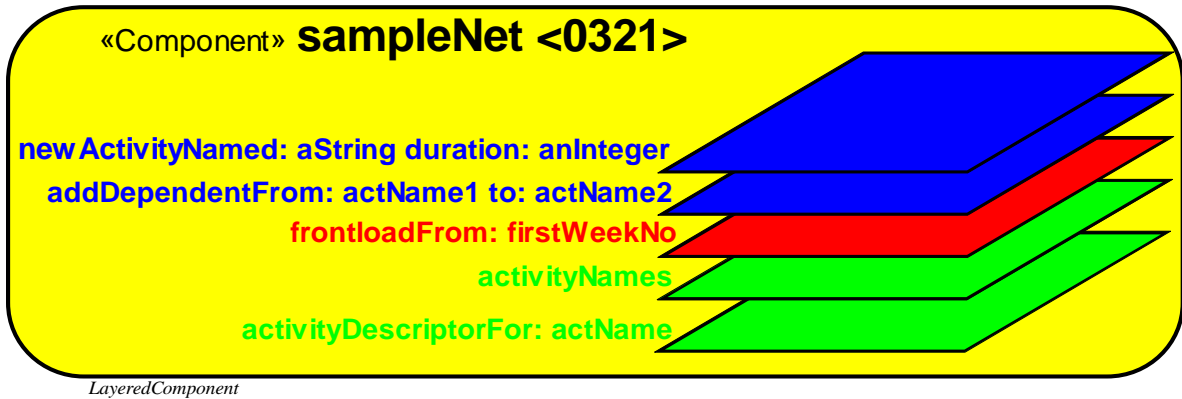 «Component» sampleNet <0321>
newActivityNamed: aString duration: anInteger
addDependentFrom: actName1 to: actName2
frontloadFrom: firstWeekNo
activityNames
activityDescriptorFor: actName
LayeredComponent